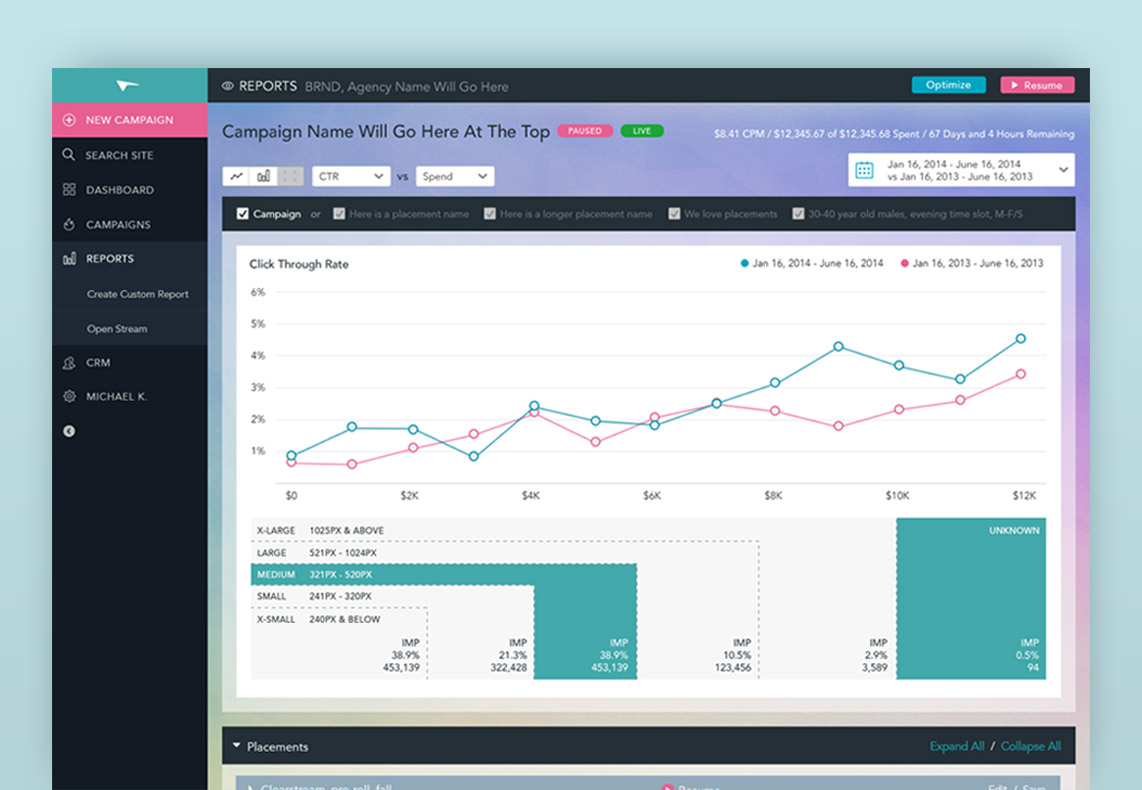 REPORTS BRND, Agency Name Will Go Here
Optimize
Resume
NEW CAMPAIGN
SEARCH SITE
DASHBOARD
CAMPAIGNS
REPORTS
Create Custom Report
Open Stream
CRM
MICHAEL K.
Campaign Name Will Go Here At The Top PAUSED LIVE
$8.41 CPM / $12,345.67 of $12,345.68 Spent / 67 Days and 4 Hours Remaining
CTR vs Spend
Jan 16, 2014 - June 16, 2014
vs Jan 16, 2013 - June 16, 2013
Campaign or Here is a placement name Here is a longer placement name We love placements 30-40 year old males, evening time slot, M-F/S
Click Through Rate
Jan 16, 2014 - June 16, 2014 Jan 16, 2013 - June 16, 2013
6%
5%
4%
3%
2%
1%
$0 $2K $4K $6K $8K $10K $12K
X-LARGE 1025PX & ABOVE
UNKNOWN
LARGE 521PX - 1024PX
MEDIUM 321PX - 520PX
SMALL 241PX - 320PX
X-SMALL 240PX & BELOW
IMP IMP IMP IMP IMP IMP
38.9% 21.3% 38.9% 10.5% 2.9% 0.5%
453,139 322,428 453,139 123,456 3,589 94
Placements
Expand All / Collapse All
Clearstream, pre-roll, fall
Resume
Edit / Save